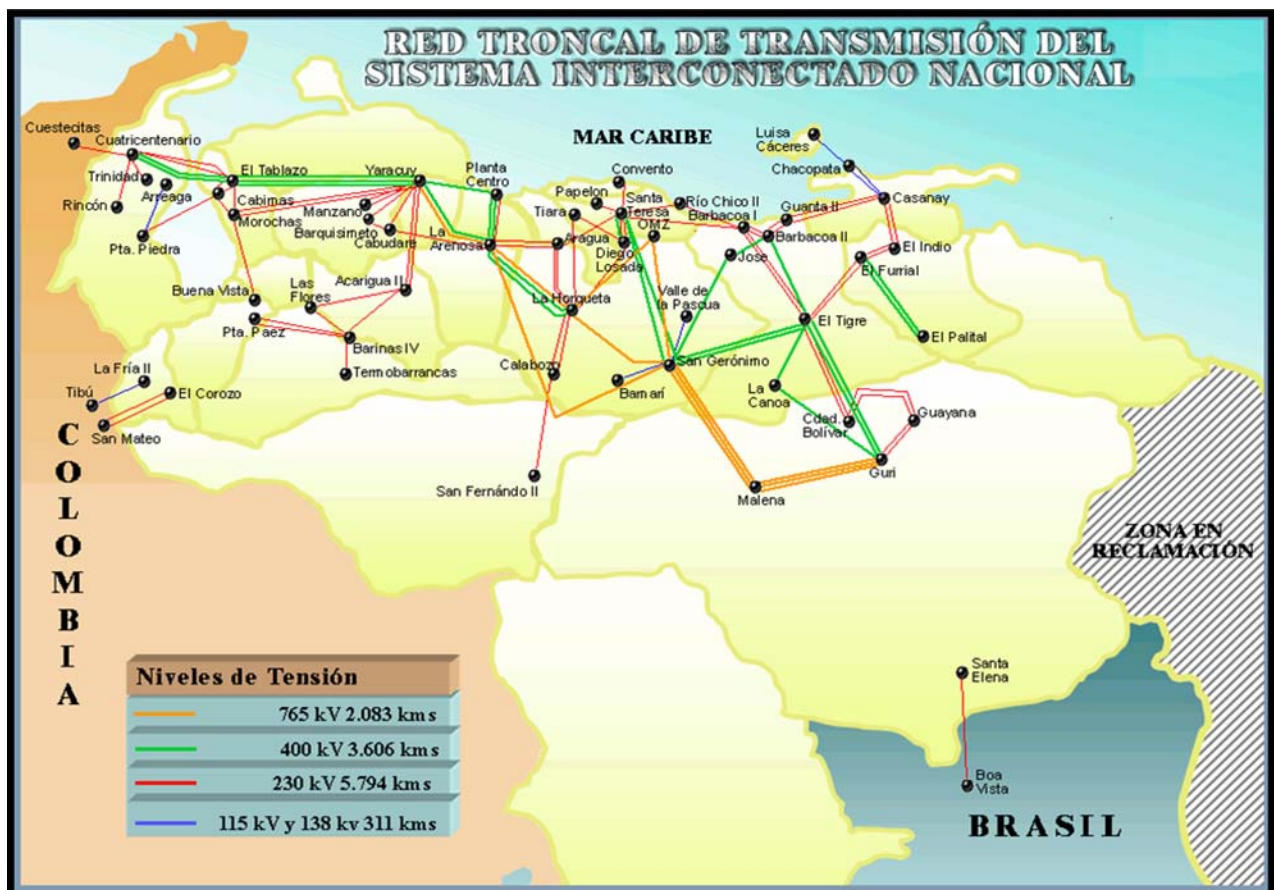 RED TRONCAL DE TRANSMISIÓN DEL
SISTEMA INTERCONECTADO NACIONAL
MAR CARIBE
Cuestecitas
Cuatricentenario
El Tablazo
Yaracuy
Planta
Centro
Convento
Luisa
Cáceres
Chacopata
Trinidad
Arreaga
Cabimas
Manzano
Papelon
Santa
Teresa
Río Chico II
Guanta II
Casanay
Rincón
Morochas
Barquisimeto
Tiara
OMZ
Barbacoa I
Barbacoa II
Pta. Piedra
Cabudare
La
Arenosa
Aragua
Diego
Losada
Jose
El Indio
El Furrial
Buena Vista
Las
Flores
Acarigua II
La Horqueta
Valle de
la Pascua
El Tigre
Pta. Paez
Barinas IV
El Palital
La Fría II
Termobarrancas
Calabozo
San Gerónimo
Tibú
El Corozo
Bamarí
La
Canoa
Cdad.
Bolívar
Guayana
San Mateo
San Fernándo II
Malena
Guri
COLOMBIA
ZONA EN
RECLAMACIÓN
Niveles de Tensión
765 kV 2.083 kms
400 kV 3.606 kms
230 kV 5.794 kms
115 kV y 138 kv 311 kms
Santa
Elena
Boa
Vista
BRASIL